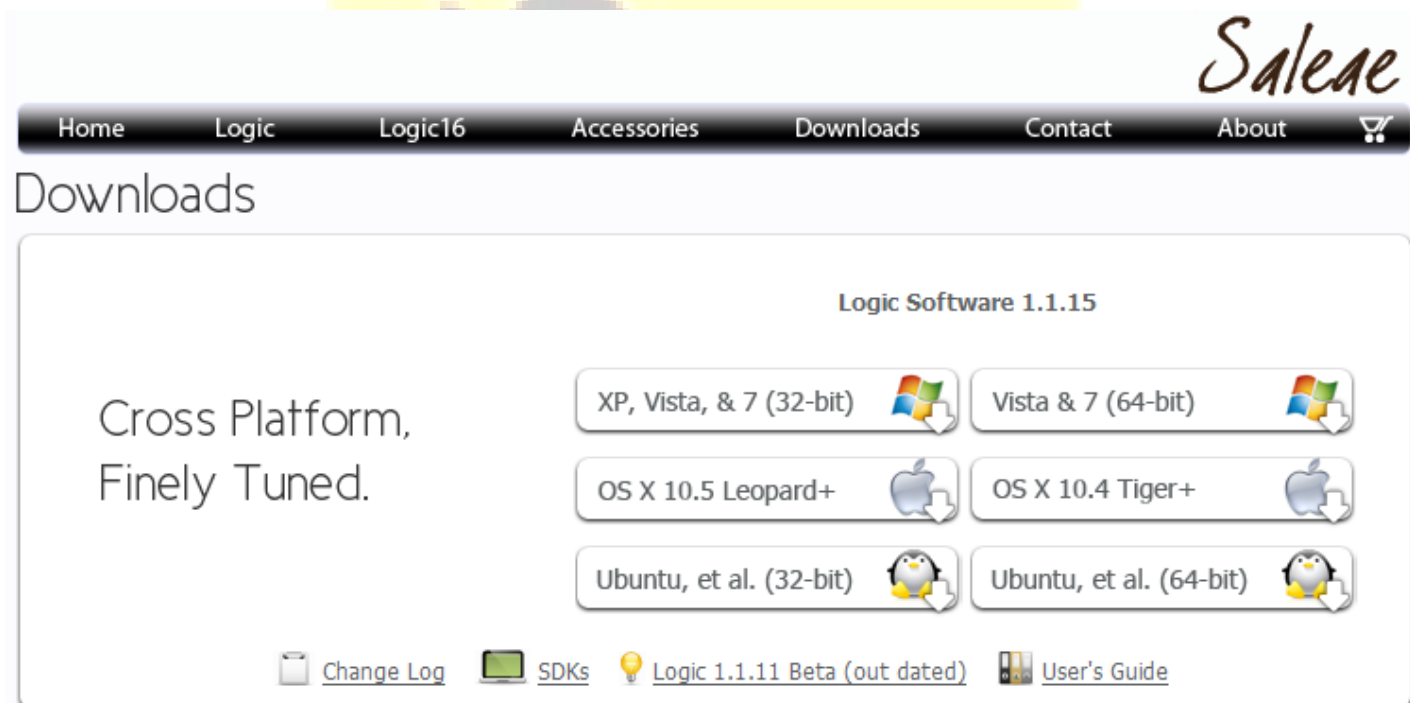 Saleae
Home Logic Logic16 Accessories Downloads Contact About
Downloads
Logic Software 1.1.15
Cross Platform,
Finely Tuned.
XP, Vista, & 7 (32-bit) Vista & 7 (64-bit)
OS X 10.5 Leopard+ OS X 10.4 Tiger+
Ubuntu, et al. (32-bit) Ubuntu, et al. (64-bit)
Change Log SDKs Logic 1.1.11 Beta (out dated) User's Guide